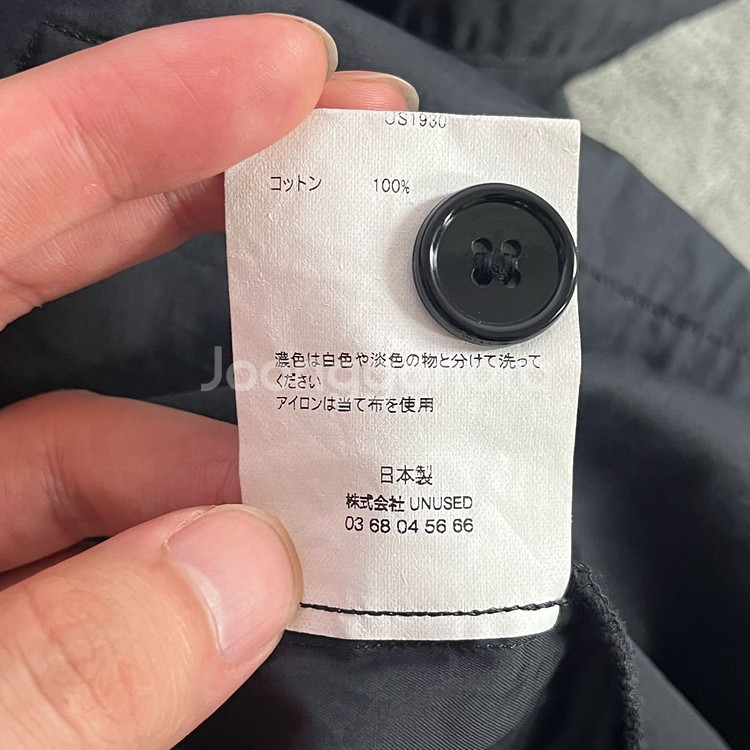 US1930
コットン 100%
濃色は白色や淡色の物と分けて洗って
ください
アイロンは当て布を使用
日本製
株式会社 UNUSED
03 68 04 56 66